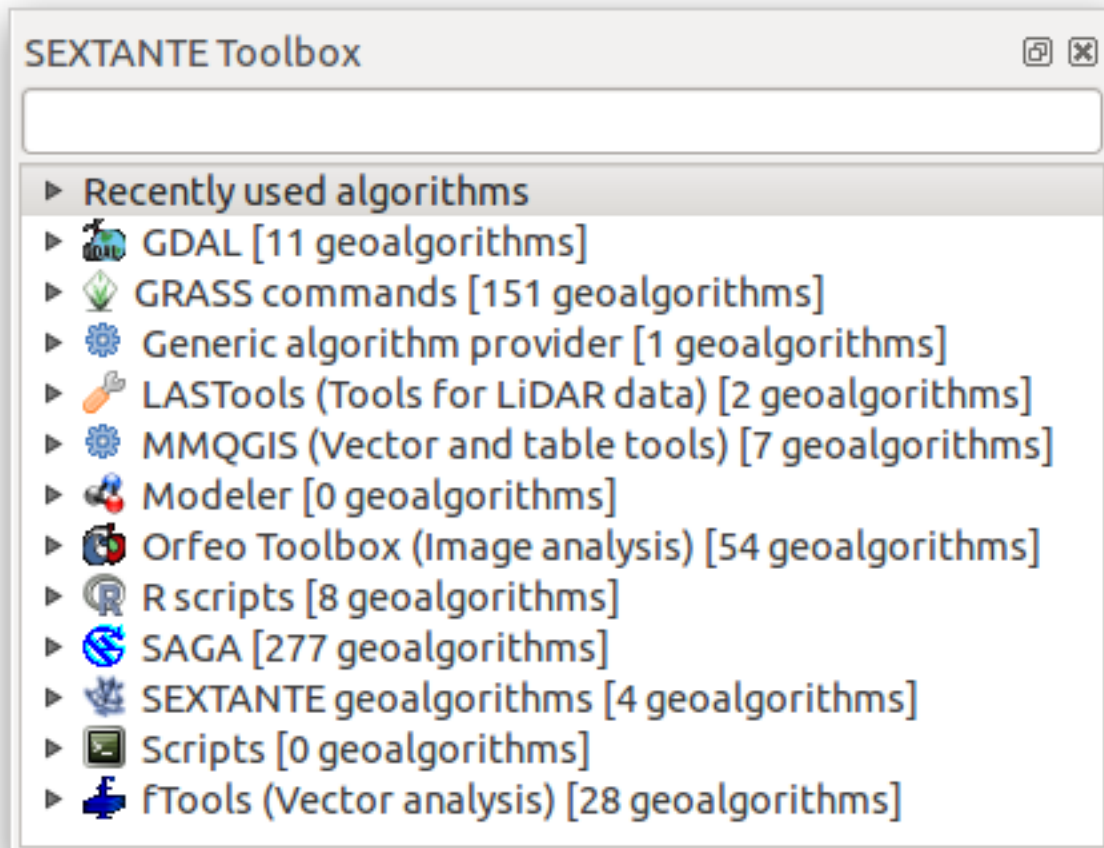 SEXTANTE Toolbox
Recently used algorithms
GDAL [11 geoalgorithms]
GRASS commands [151 geoalgorithms]
Generic algorithm provider [1 geoalgorithms]
LASTools (Tools for LiDAR data) [2 geoalgorithms]
MMQGIS (Vector and table tools) [7 geoalgorithms]
Modeler [0 geoalgorithms]
Orfeo Toolbox (Image analysis) [54 geoalgorithms]
R scripts [8 geoalgorithms]
SAGA [277 geoalgorithms]
SEXTANTE geoalgorithms [4 geoalgorithms]
Scripts [0 geoalgorithms]
fTools (Vector analysis) [28 geoalgorithms]